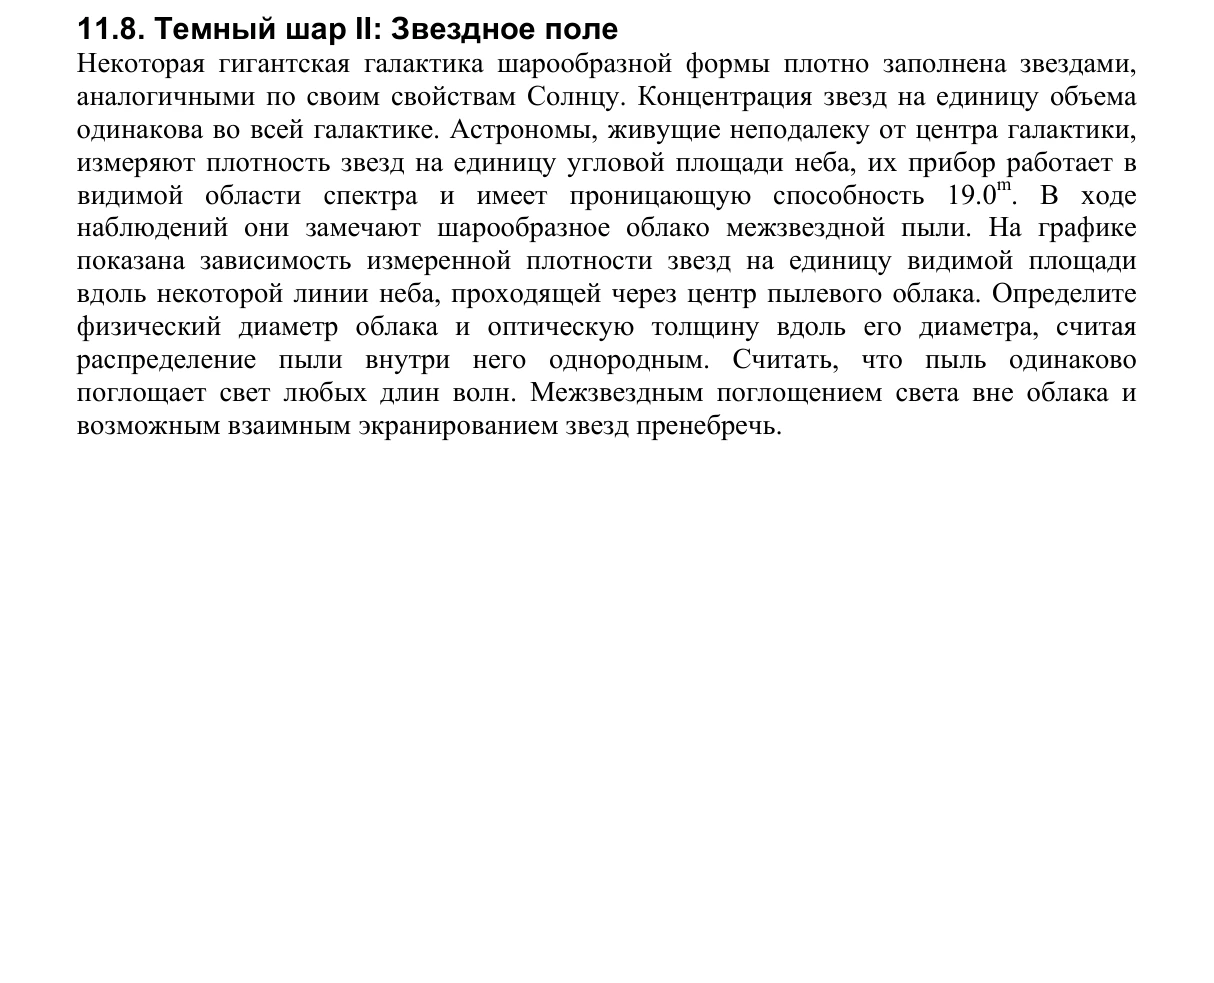 11.8. Темный шар II: Звездное поле
Некоторая гигантская галактика шарообразной формы плотно заполнена звездами,
аналогичными по своим свойствам Солнцу. Концентрация звезд на единицу объема
одинакова во всей галактике. Астрономы, живущие неподалеку от центра галактики,
измеряют плотность звезд на единицу угловой площади неба, их прибор работает в
видимой области спектра и имеет проницающую способность 19.0m. В ходе
наблюдений они замечают шарообразное облако межзвездной пыли. На графике
показана зависимость измеренной плотности звезд на единицу видимой площади
вдоль некоторой линии неба, проходящей через центр пылевого облака. Определите
физический диаметр облака и оптическую толщину вдоль его диаметра, считая
распределение пыли внутри него однородным. Считать, что пыль одинаково
поглощает свет любых длин волн. Межзвездным поглощением света вне облака и
возможным взаимным экранированием звезд пренебречь.